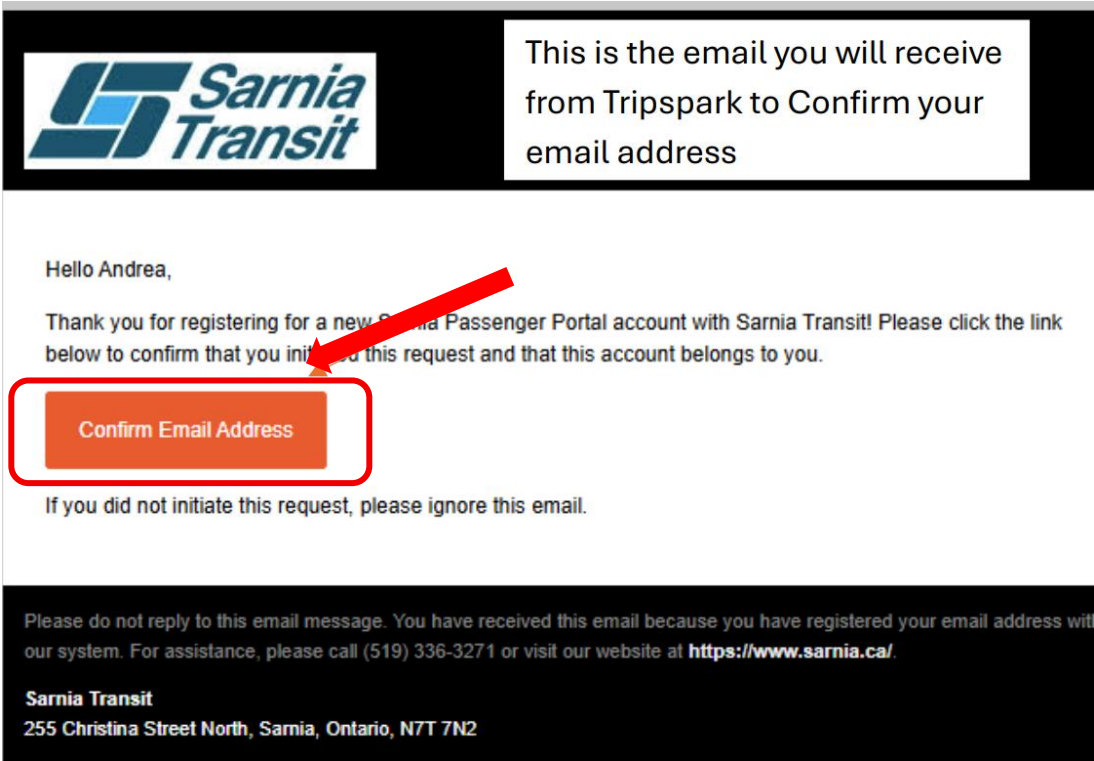 Sarnia
Transit
This is the email you will receive
from Tripspark to Confirm your
email address
Hello Andrea,
Thank you for registering for a new Sarnia Passenger Portal account with Sarnia Transit! Please click the link
below to confirm that you initiated this request and that this account belongs to you.
Confirm Email Address
If you did not initiate this request, please ignore this email.
Please do not reply to this email message. You have received this email because you have registered your email address with
our system. For assistance, please call (519) 336-3271 or visit our website at https://www.sarnia.ca/.
Sarnia Transit
255 Christina Street North, Sarnia, Ontario, N7T 7N2